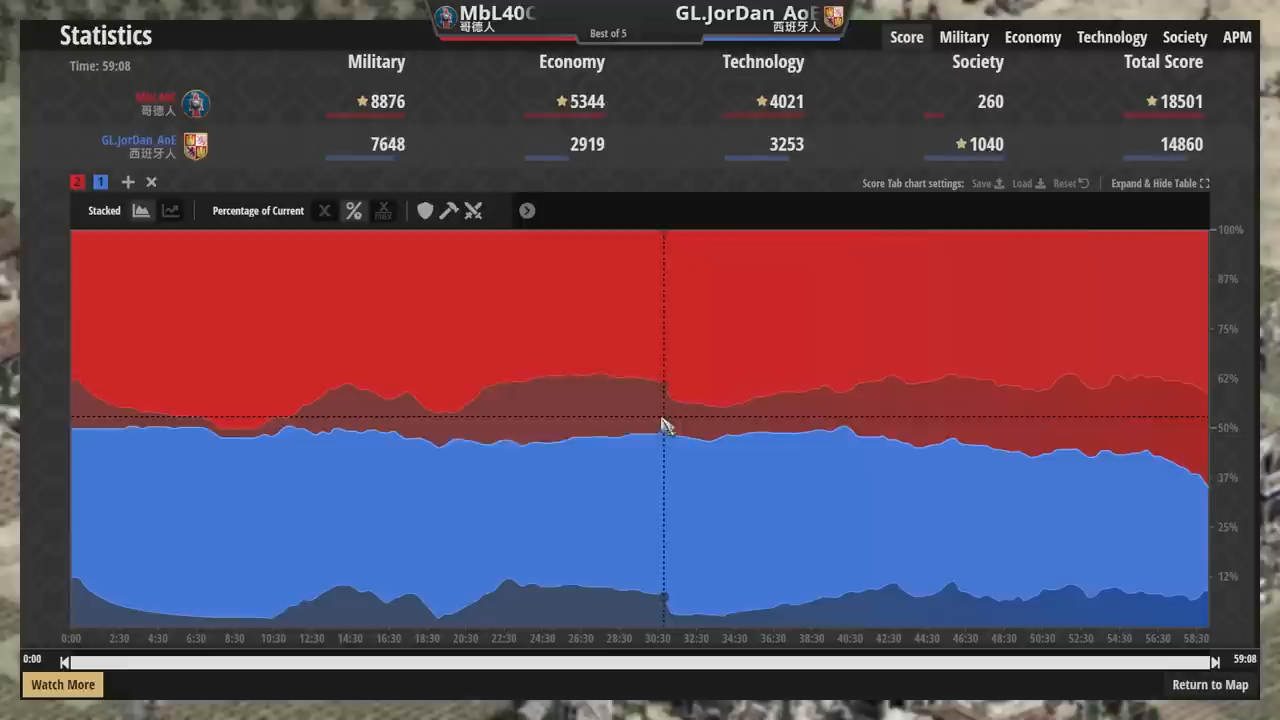 MbL40C
哥德人
Best of 5
GL.JorDan_AoE
西班牙人
Statistics
Score Military Economy Technology Society APM
Time: 59:08
Military Economy Technology Society Total Score
MbL40C
哥德人
8876 5344 4021 260 18501
GL.JorDan_AoE
西班牙人
7648 2919 3253 1040 14860
2 1
Score Tab chart settings: Save Load Reset Expand & Hide Table
Stacked Percentage of Current X % X MAX
100%
87%
75%
62%
50%
37%
25%
12%
0:00 2:30 4:30 6:30 8:30 10:30 12:30 14:30 16:30 18:30 20:30 22:30 24:30 26:30 28:30 30:30 32:30 34:30 36:30 38:30 40:30 42:30 44:30 46:30 48:30 50:30 52:30 54:30 56:30 58:30
0:00 59:08
Watch More Return to Map